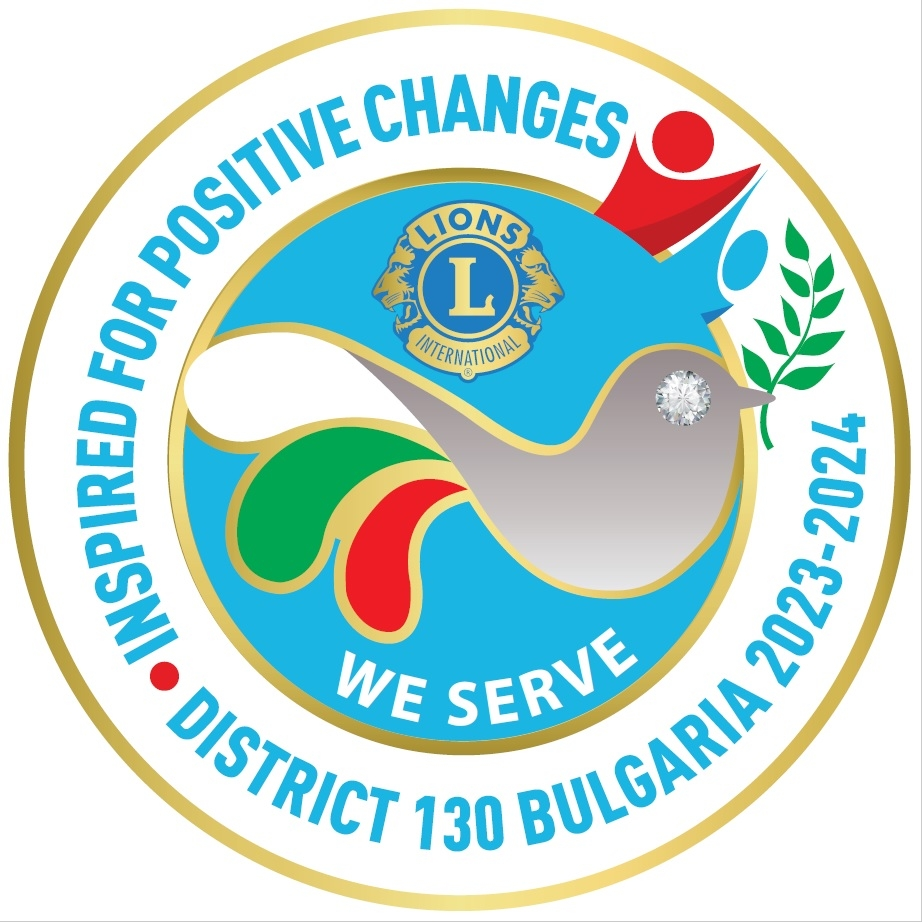 INSPIRED FOR POSITIVE CHANGES
LIONS
L
INTERNATIONAL
®
WE SERVE
• DISTRICT 130 BULGARIA 2023-2024